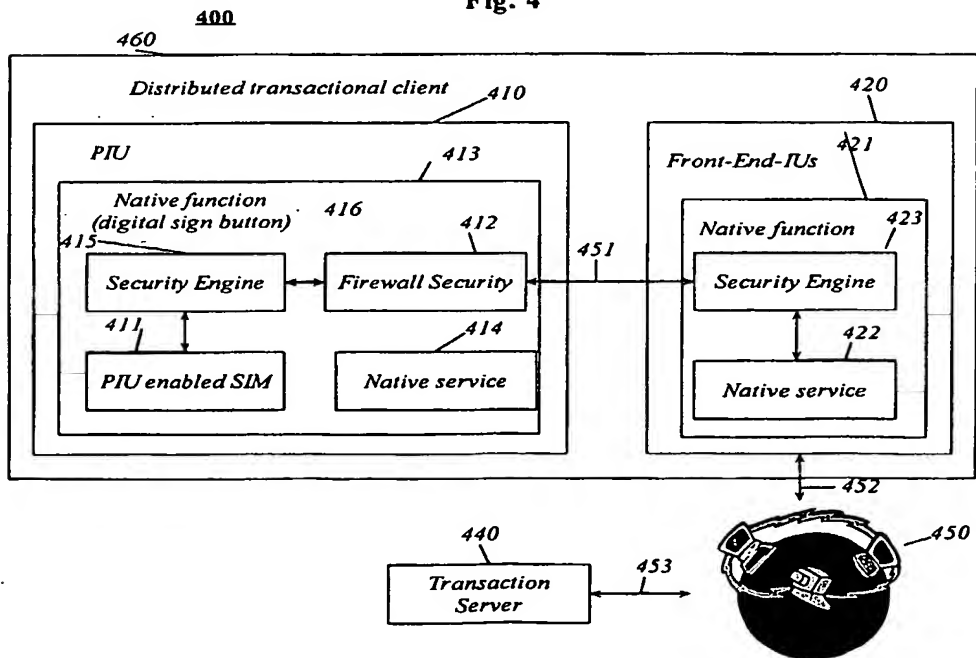 Fig. 4
400
460
Distributed transactional client
410
420
PIU
413
421
Front-End-IUs
Native function
(digital sign button)
416
412
415
Native function
423
451
Security Engine
Firewall Security
Security Engine
411
414
422
PIU enabled SIM
Native service
Native service
452
440
450
453
Transaction
Server